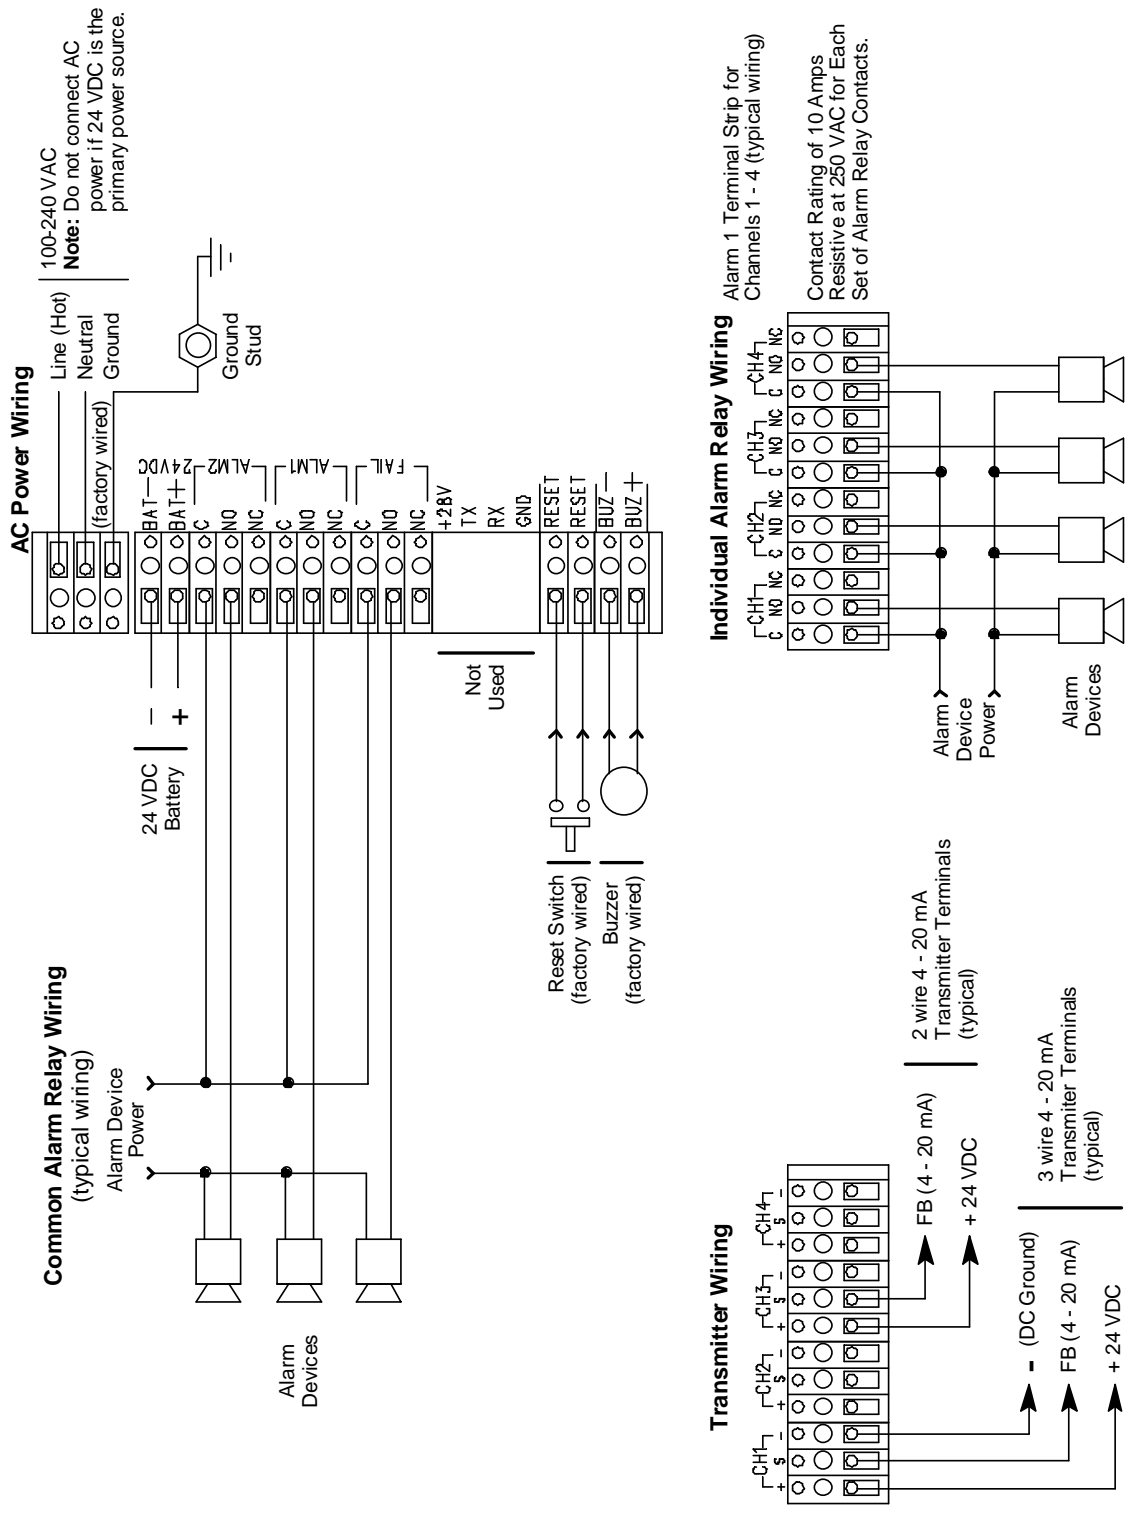 AC Power Wiring
Line (Hot)
Neutral
Ground
(factory wired)
100-240 VAC
Note: Do not connect AC
power if 24 VDC is the
primary power source.
Ground
Stud
Common Alarm Relay Wiring
(typical wiring)
Alarm Device
Power
Alarm
Devices
24 VDC
Battery
–
+
BAT-
BAT+
24VDC
C
NO
NC
ALM2
C
NO
NC
ALM1
C
NO
NC
FAIL
+28V
TX
RX
GND
RESET
RESET
BUZ -
BUZ +
Not
Used
Reset Switch
(factory wired)
Buzzer
(factory wired)
Transmitter Wiring
CH1
+ S -
CH2
+ S -
CH3
+ S -
CH4
+ S -
FB (4 - 20 mA)
+ 24 VDC
2 wire 4 - 20 mA
Transmitter Terminals
(typical)
- (DC Ground)
FB (4 - 20 mA)
+ 24 VDC
3 wire 4 - 20 mA
Transmiter Terminals
(typical)
Individual Alarm Relay Wiring
CH1
C NO NC
CH2
C NO NC
CH3
C NO NC
CH4
C NO NC
Alarm
Device
Power
Alarm
Devices
Alarm 1 Terminal Strip for
Channels 1 - 4 (typical wiring)
Contact Rating of 10 Amps
Resistive at 250 VAC for Each
Set of Alarm Relay Contacts.